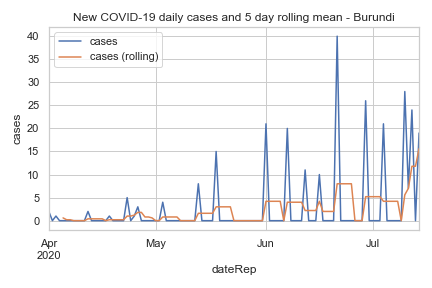 New COVID-19 daily cases and 5 day rolling mean - Burundi
cases
cases (rolling)
cases
40
35
30
25
20
15
10
5
0
Apr
2020
May
Jun
Jul
dateRep